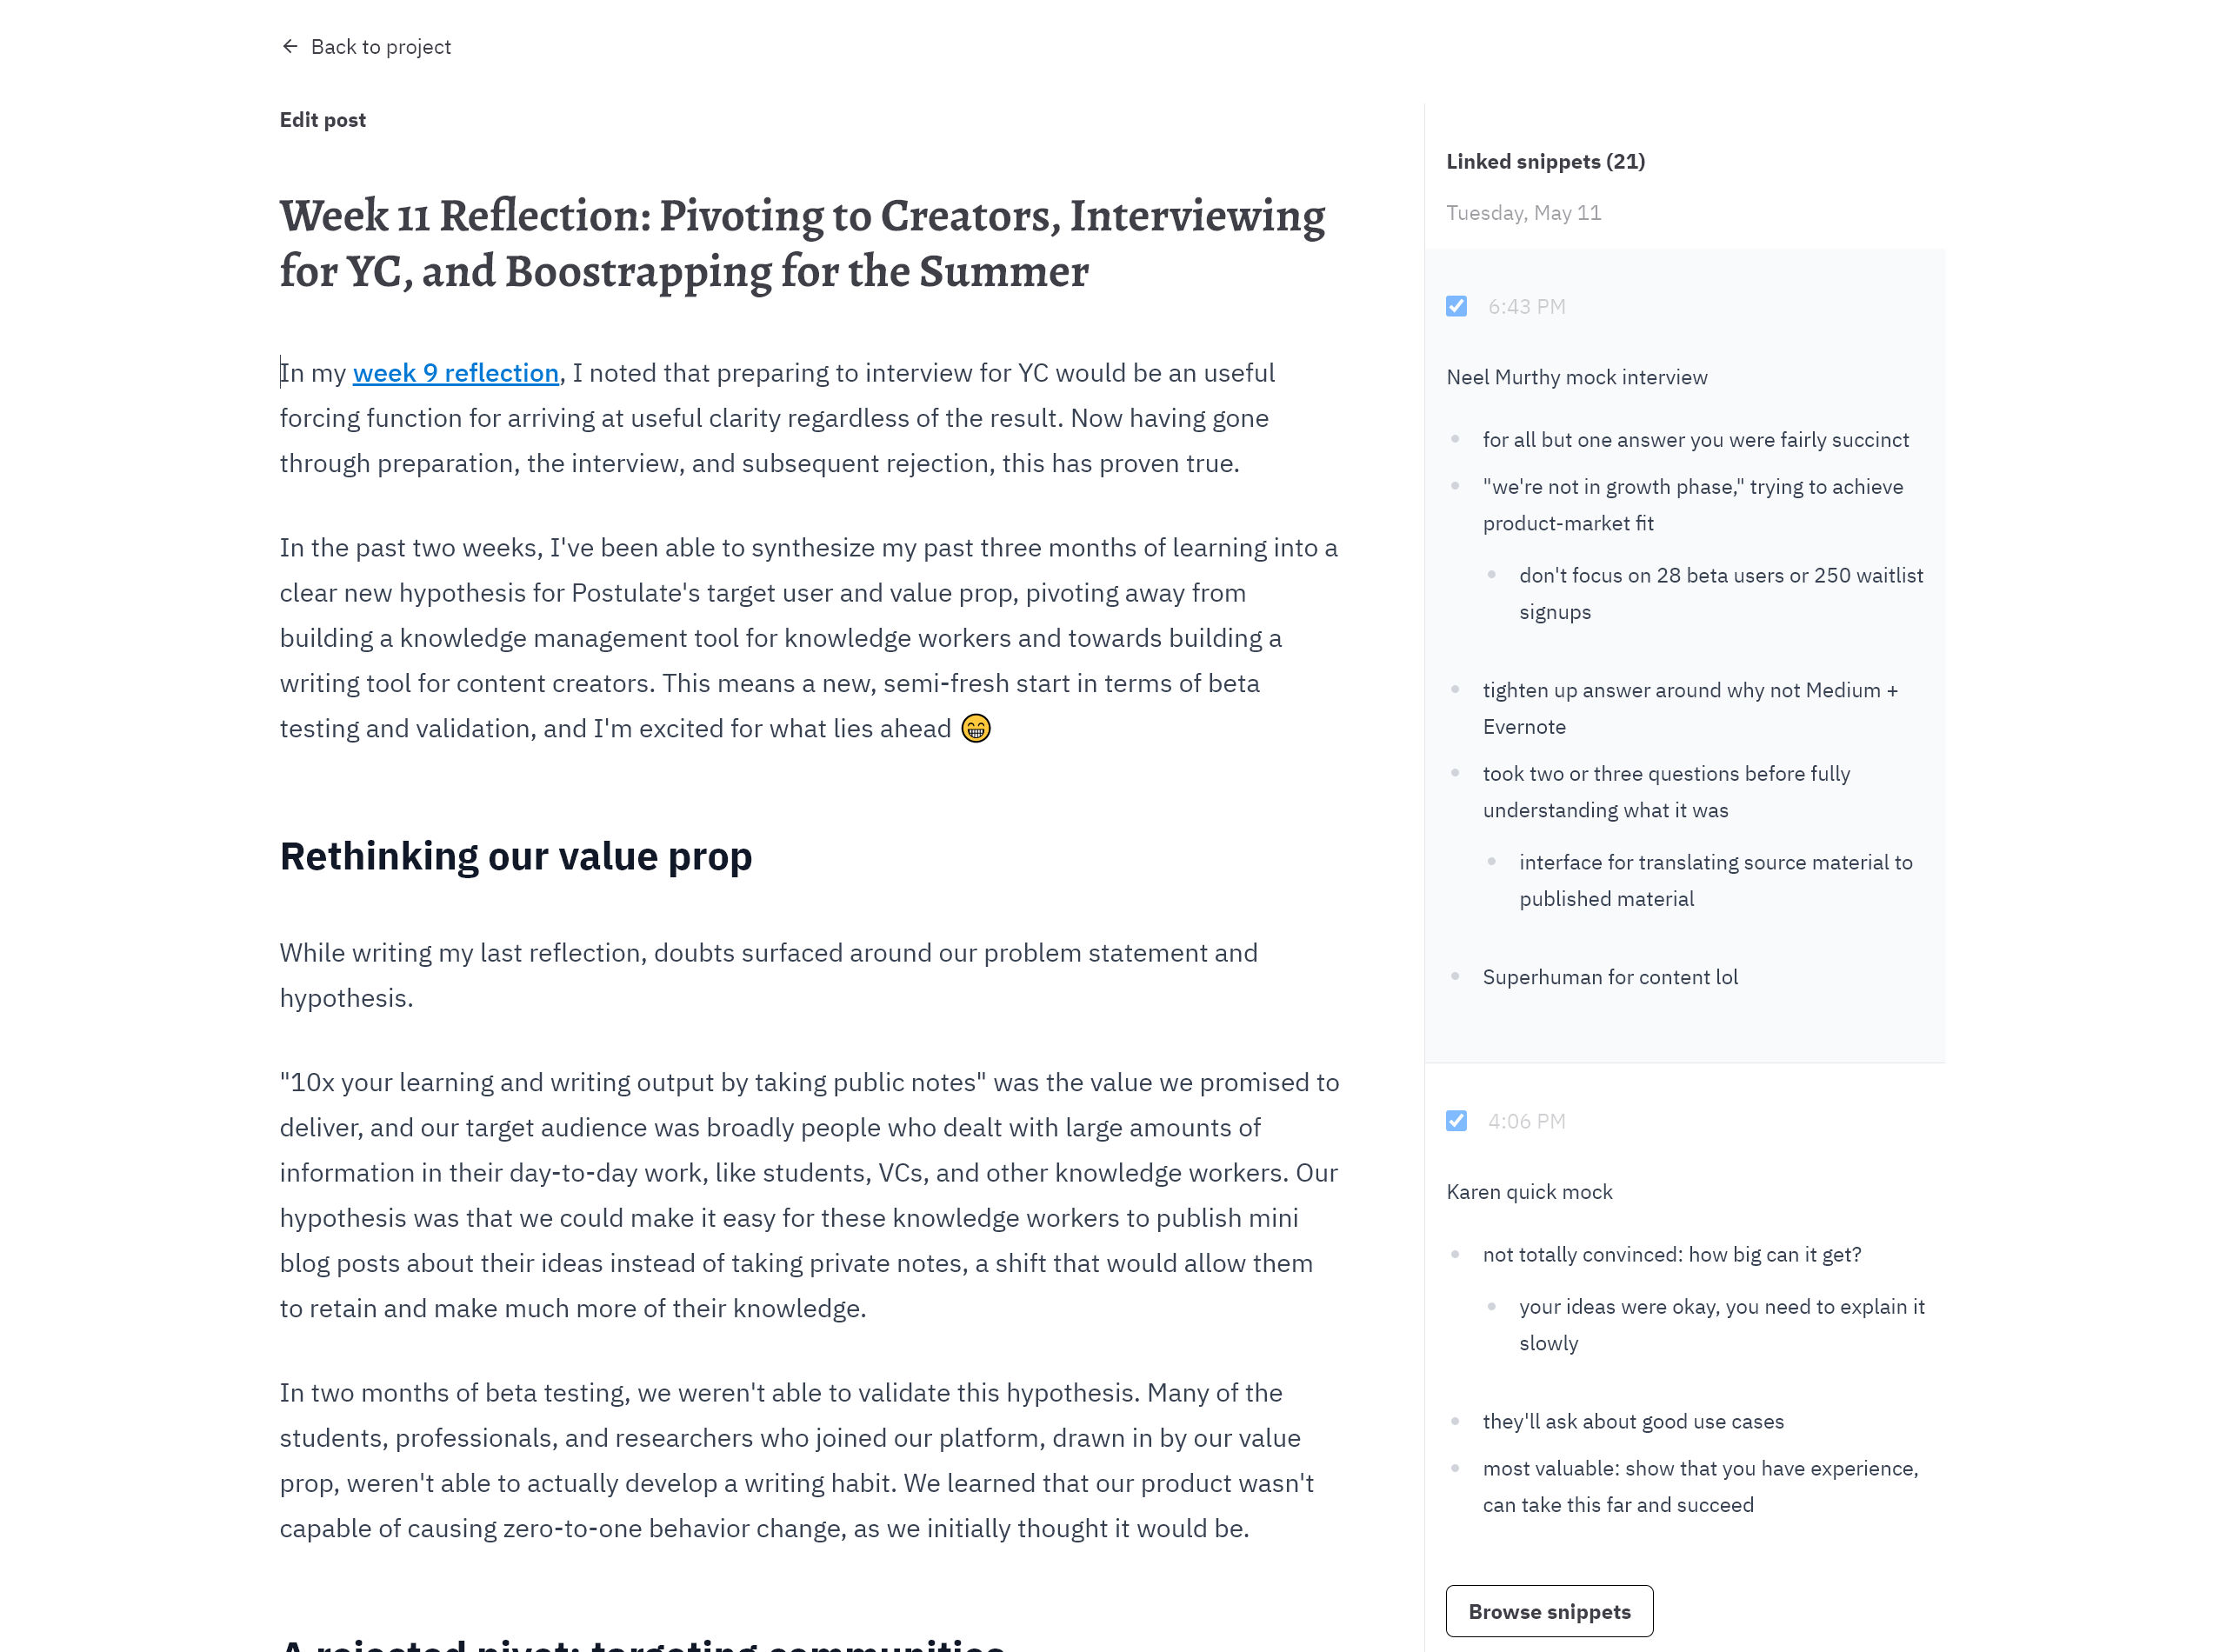 Back to project
Edit post
Week 11 Reflection: Pivoting to Creators, Interviewing
for YC, and Boostrapping for the Summer
In my week 9 reflection, I noted that preparing to interview for YC would be an useful
forcing function for arriving at useful clarity regardless of the result. Now having gone
through preparation, the interview, and subsequent rejection, this has proven true.
In the past two weeks, I've been able to synthesize my past three months of learning into a
clear new hypothesis for Postulate's target user and value prop, pivoting away from
building a knowledge management tool for knowledge workers and towards building a
writing tool for content creators. This means a new, semi-fresh start in terms of beta
testing and validation, and I'm excited for what lies ahead 😁
Rethinking our value prop
While writing my last reflection, doubts surfaced around our problem statement and
hypothesis.
"10x your learning and writing output by taking public notes" was the value we promised to
deliver, and our target audience was broadly people who dealt with large amounts of
information in their day-to-day work, like students, VCs, and other knowledge workers. Our
hypothesis was that we could make it easy for these knowledge workers to publish mini
blog posts about their ideas instead of taking private notes, a shift that would allow them
to retain and make much more of their knowledge.
In two months of beta testing, we weren't able to validate this hypothesis. Many of the
students, professionals, and researchers who joined our platform, drawn in by our value
prop, weren't able to actually develop a writing habit. We learned that our product wasn't
capable of causing zero-to-one behavior change, as we initially thought it would be.
A rejected pivot: targeting communities
Linked snippets (21)
Tuesday, May 11
6:43 PM
Neel Murthy mock interview
for all but one answer you were fairly succinct
"we're not in growth phase," trying to achieve
product-market fit
don't focus on 28 beta users or 250 waitlist
signups
tighten up answer around why not Medium +
Evernote
took two or three questions before fully
understanding what it was
interface for translating source material to
published material
Superhuman for content lol
4:06 PM
Karen quick mock
not totally convinced: how big can it get?
your ideas were okay, you need to explain it
slowly
they'll ask about good use cases
most valuable: show that you have experience,
can take this far and succeed
Browse snippets